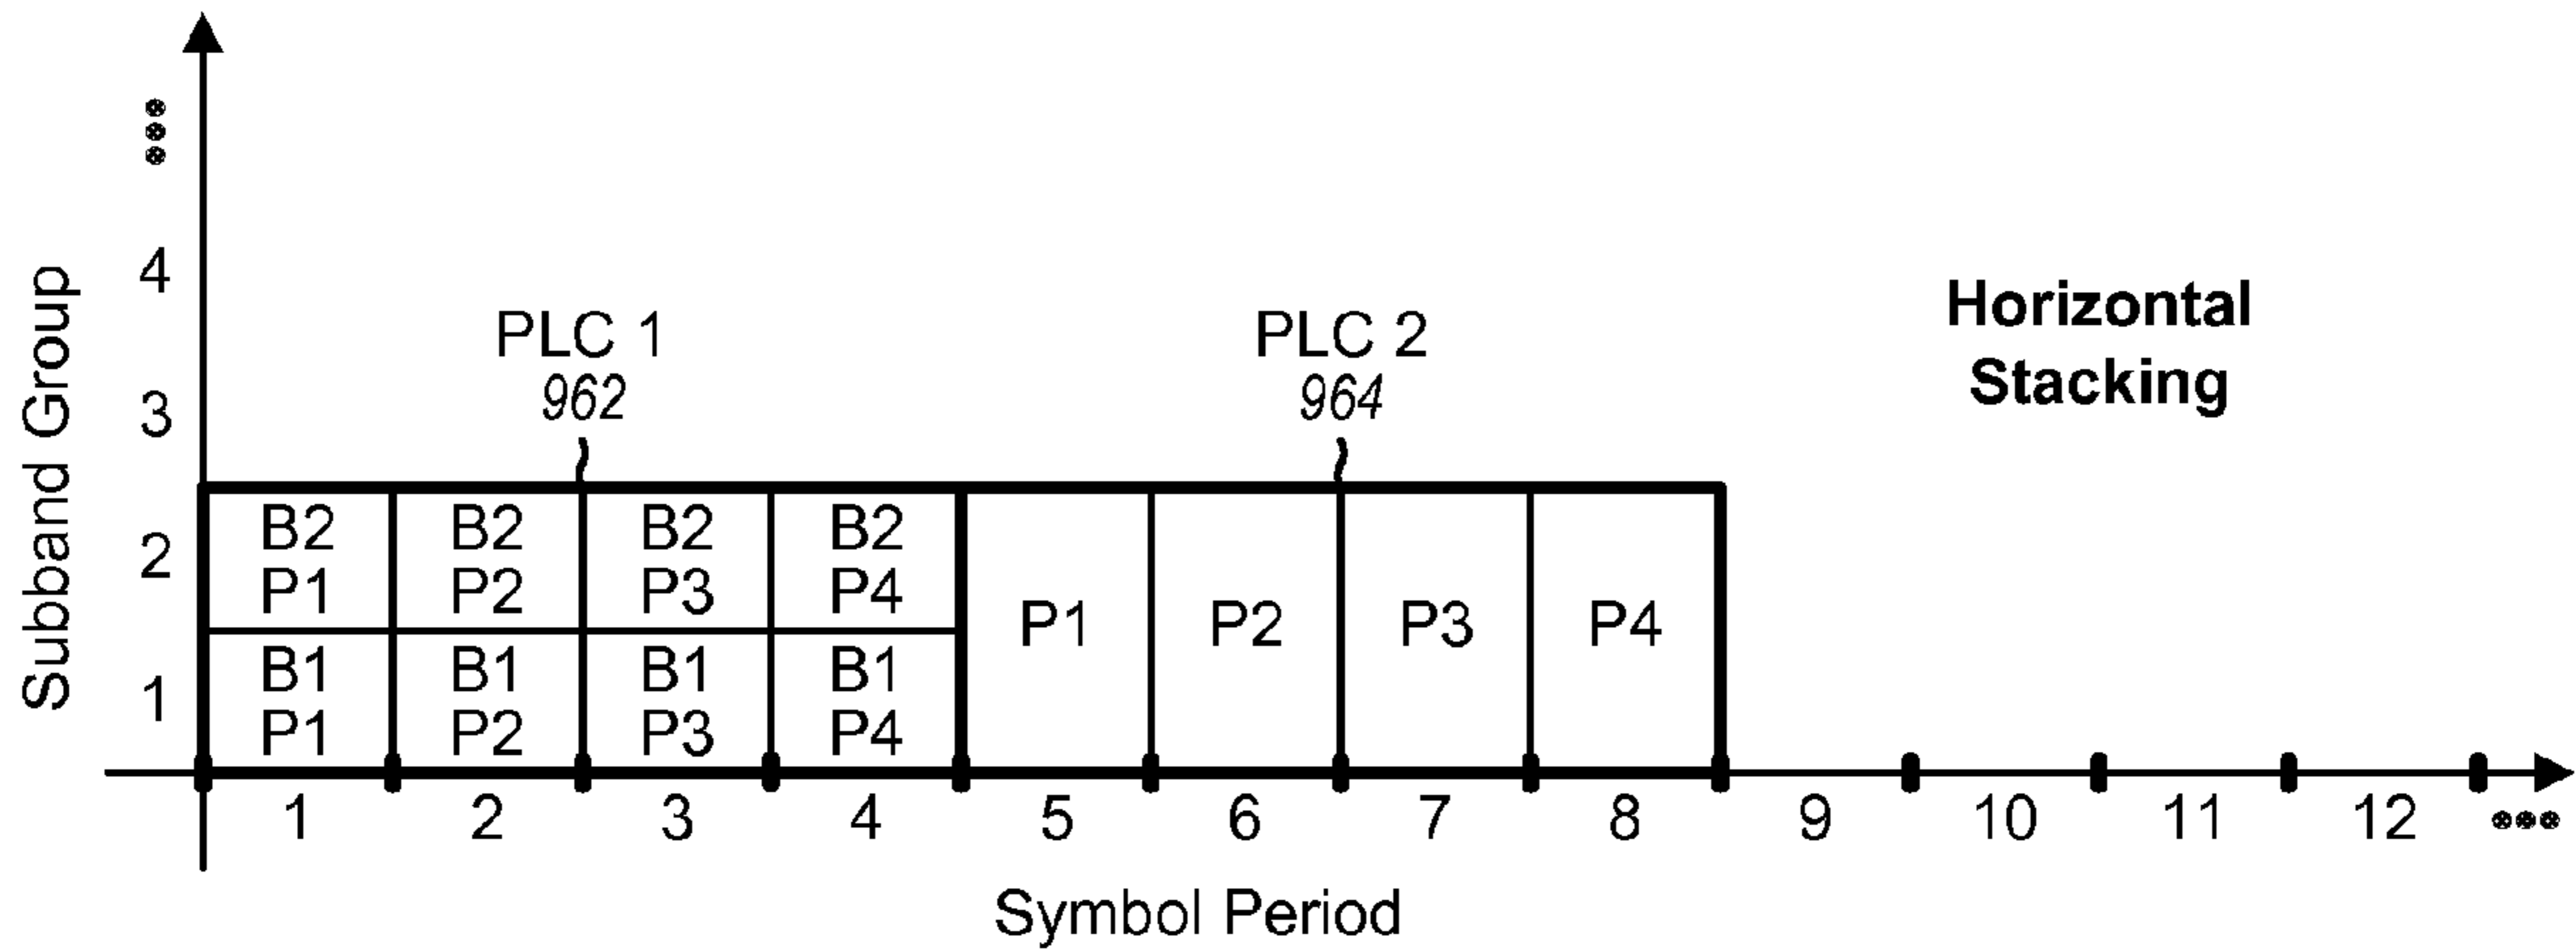 4
3
2
1
Subband Group
PLC 1
962
PLC 2
964
Horizontal
Stacking
B2 B2 B2 B2
P1 P2 P3 P4
P1 P2 P3 P4
B1 B1 B1 B1
P1 P2 P3 P4
1 2 3 4 5 6 7 8 9 10 11 12
Symbol Period